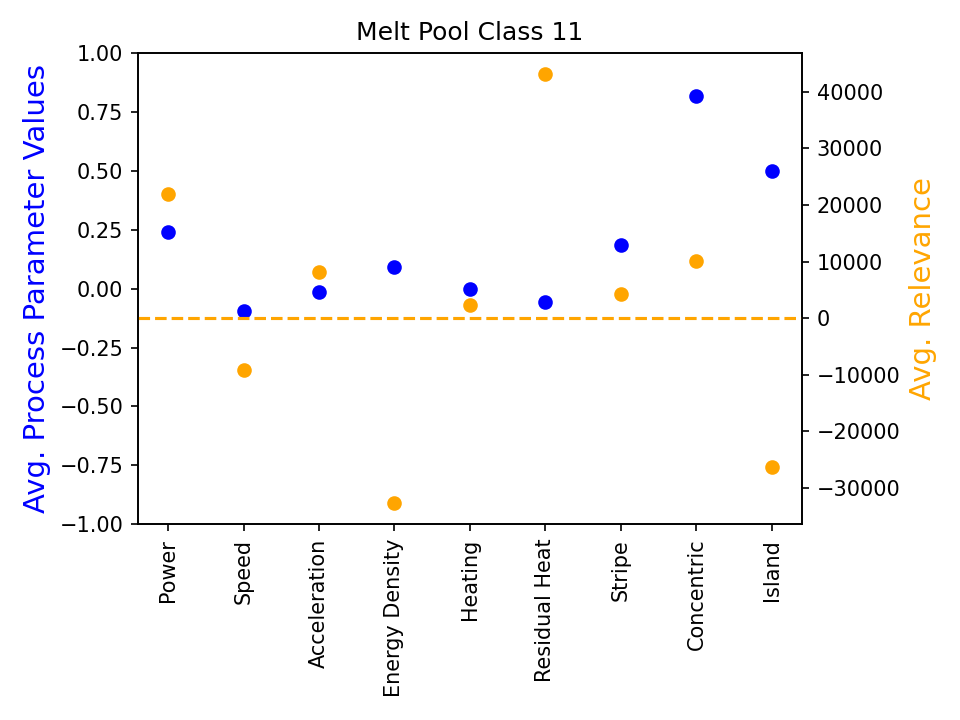 Melt Pool Class 11
Avg. Process Parameter Values
1.00
0.75
0.50
0.25
0.00
−0.25
−0.50
−0.75
−1.00
40000
30000
20000
10000
0
−10000
−20000
−30000
Avg. Relevance
Power
Speed
Acceleration
Energy Density
Heating
Residual Heat
Stripe
Concentric
Island